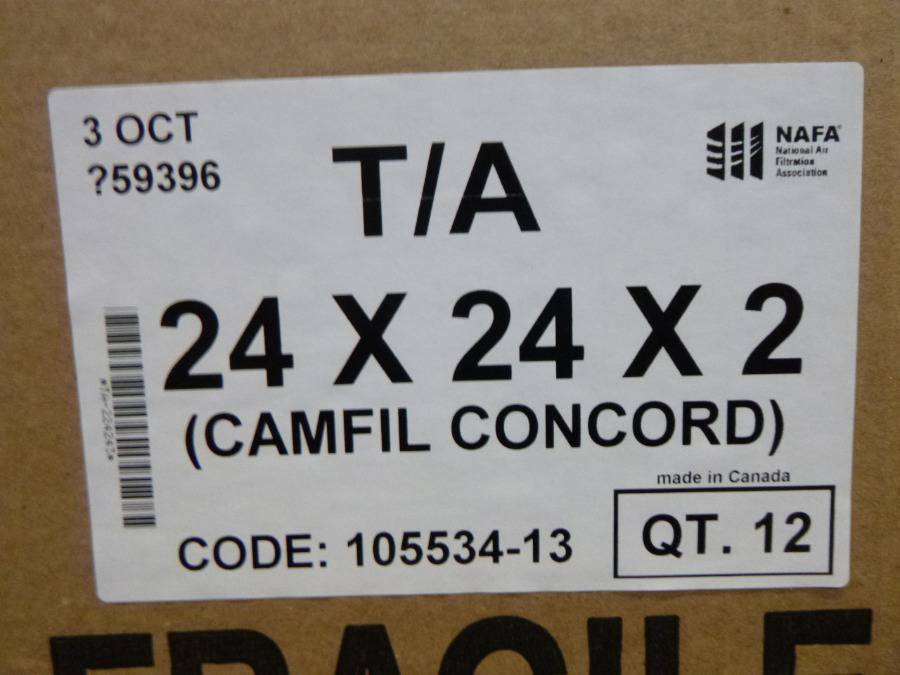 3 OCT
?59396
T/A
NAFA®
National Air
Filtration
Association
24 X 24 X 2
(CAMFIL CONCORD)
made in Canada
CODE: 105534-13
QT. 12
FRAGILE